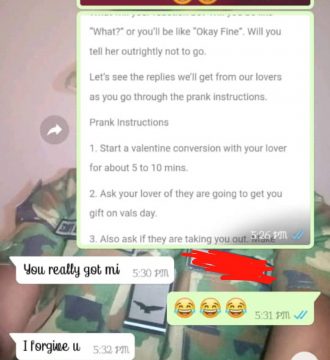 "What?" or you'll be like "Okay Fine". Will you
tell her outrightly not to go.
Let's see the replies we'll get from our lovers
as you go through the prank instructions.
Prank Instructions
1. Start a valentine conversion with your lover
for about 5 to 10 mins.
2. Ask your lover of they are going to get you
gift on vals day.
3. Also ask if they are taking you out. Make
5:26 PM
You really got mi 5:30 PM
😂😂😂 5:31 PM
I forgive u 5:32 PM